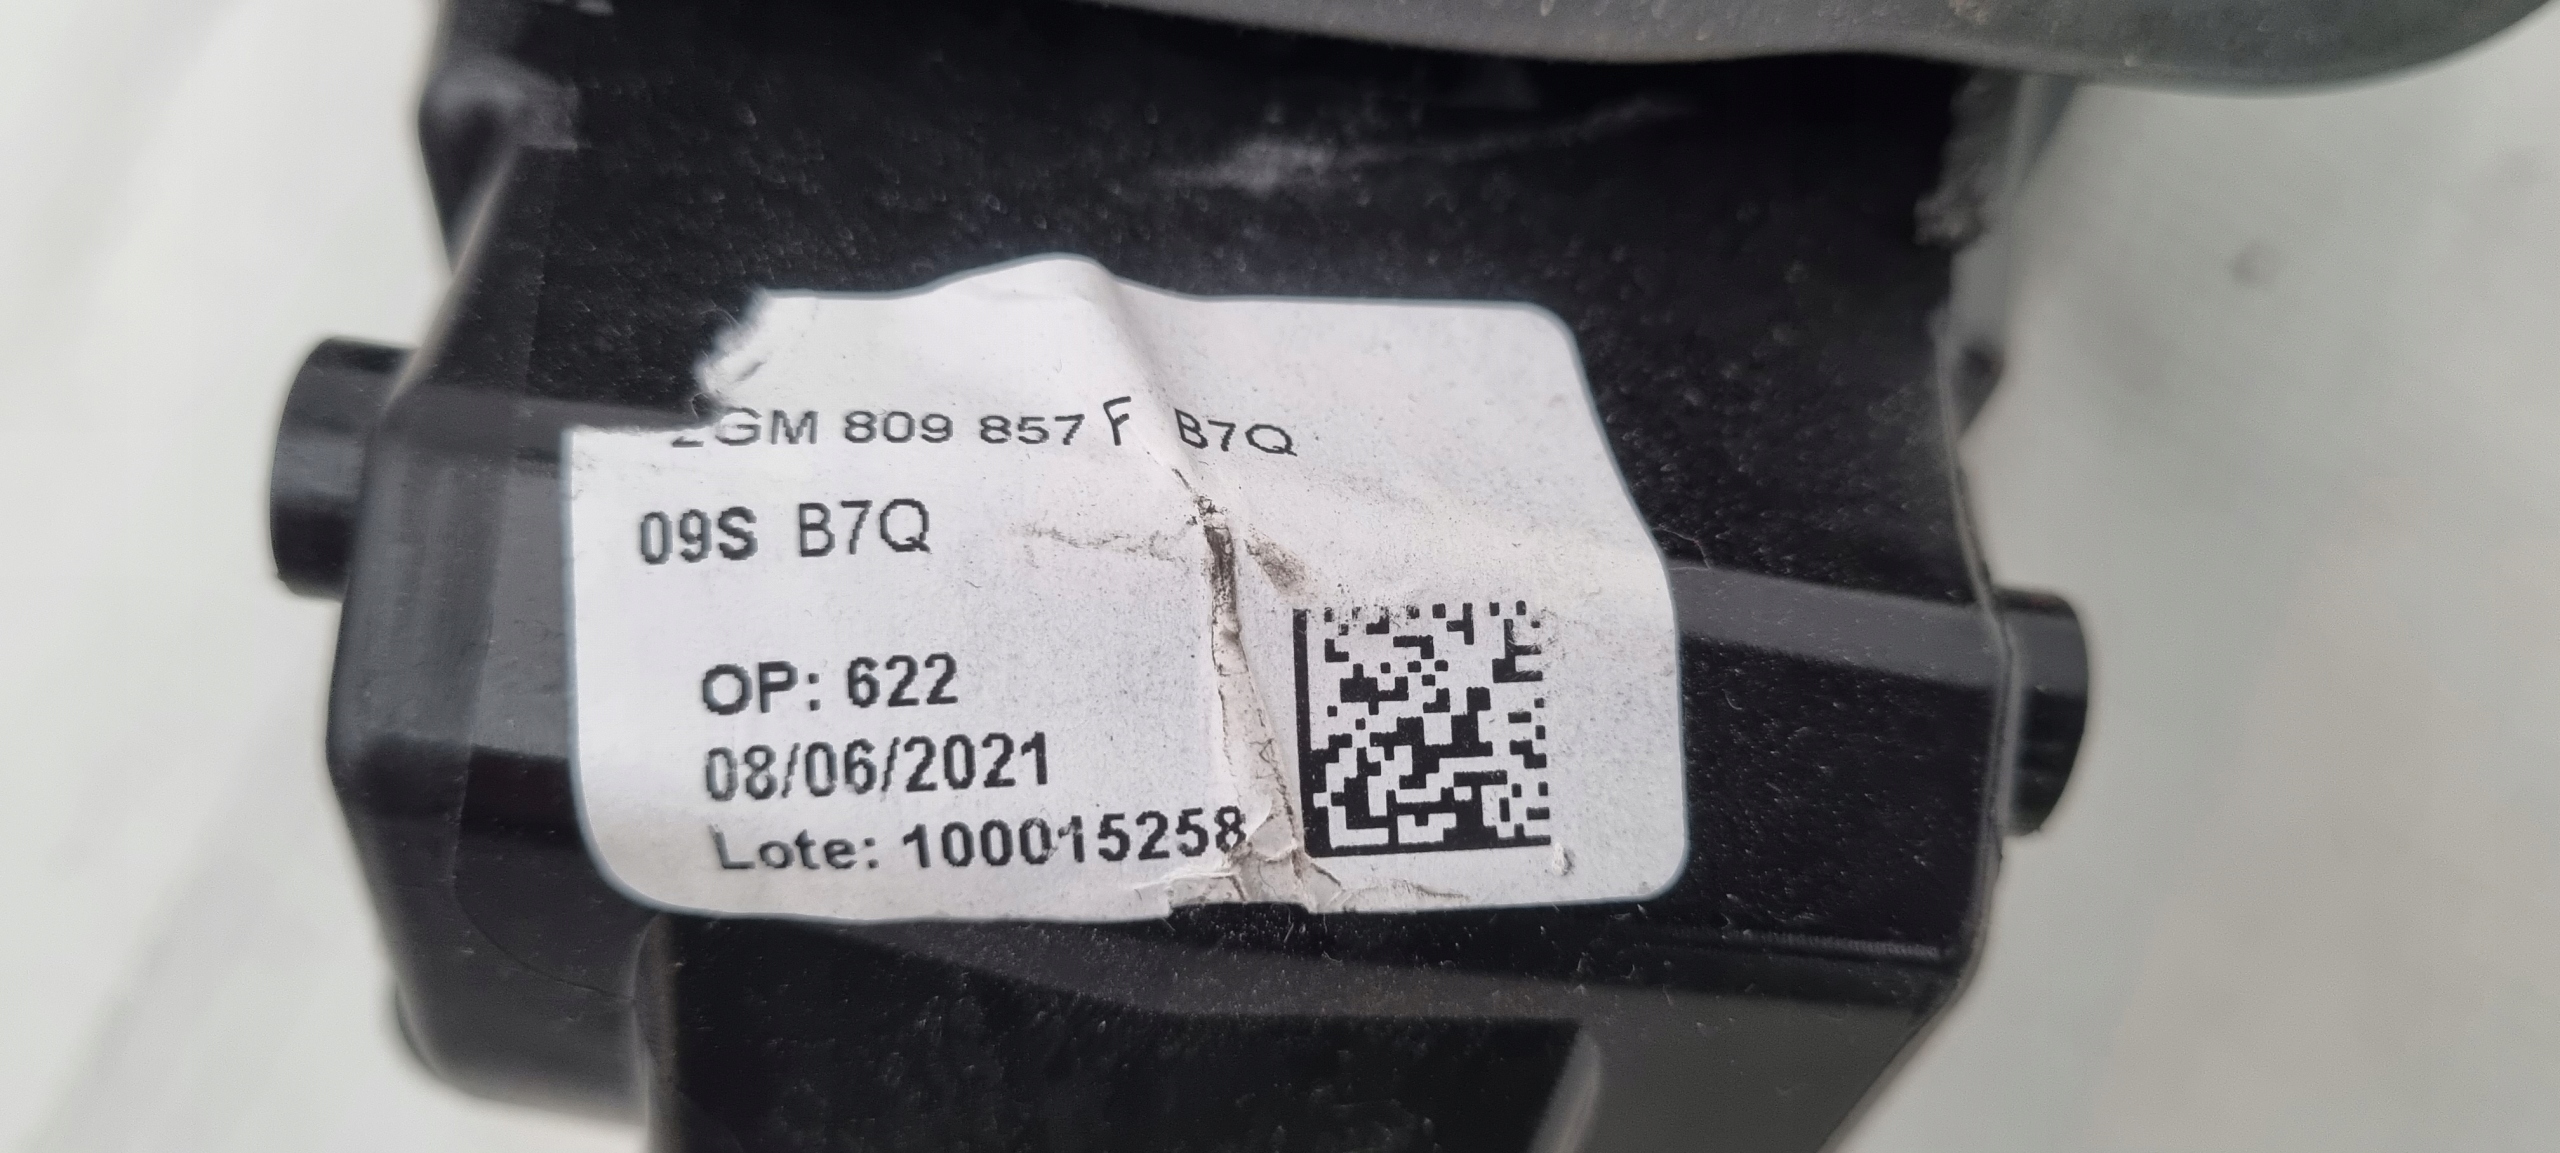 2GM 809 857 F B7Q
09S B7Q
OP: 622
08/06/2021
Lote: 100015258